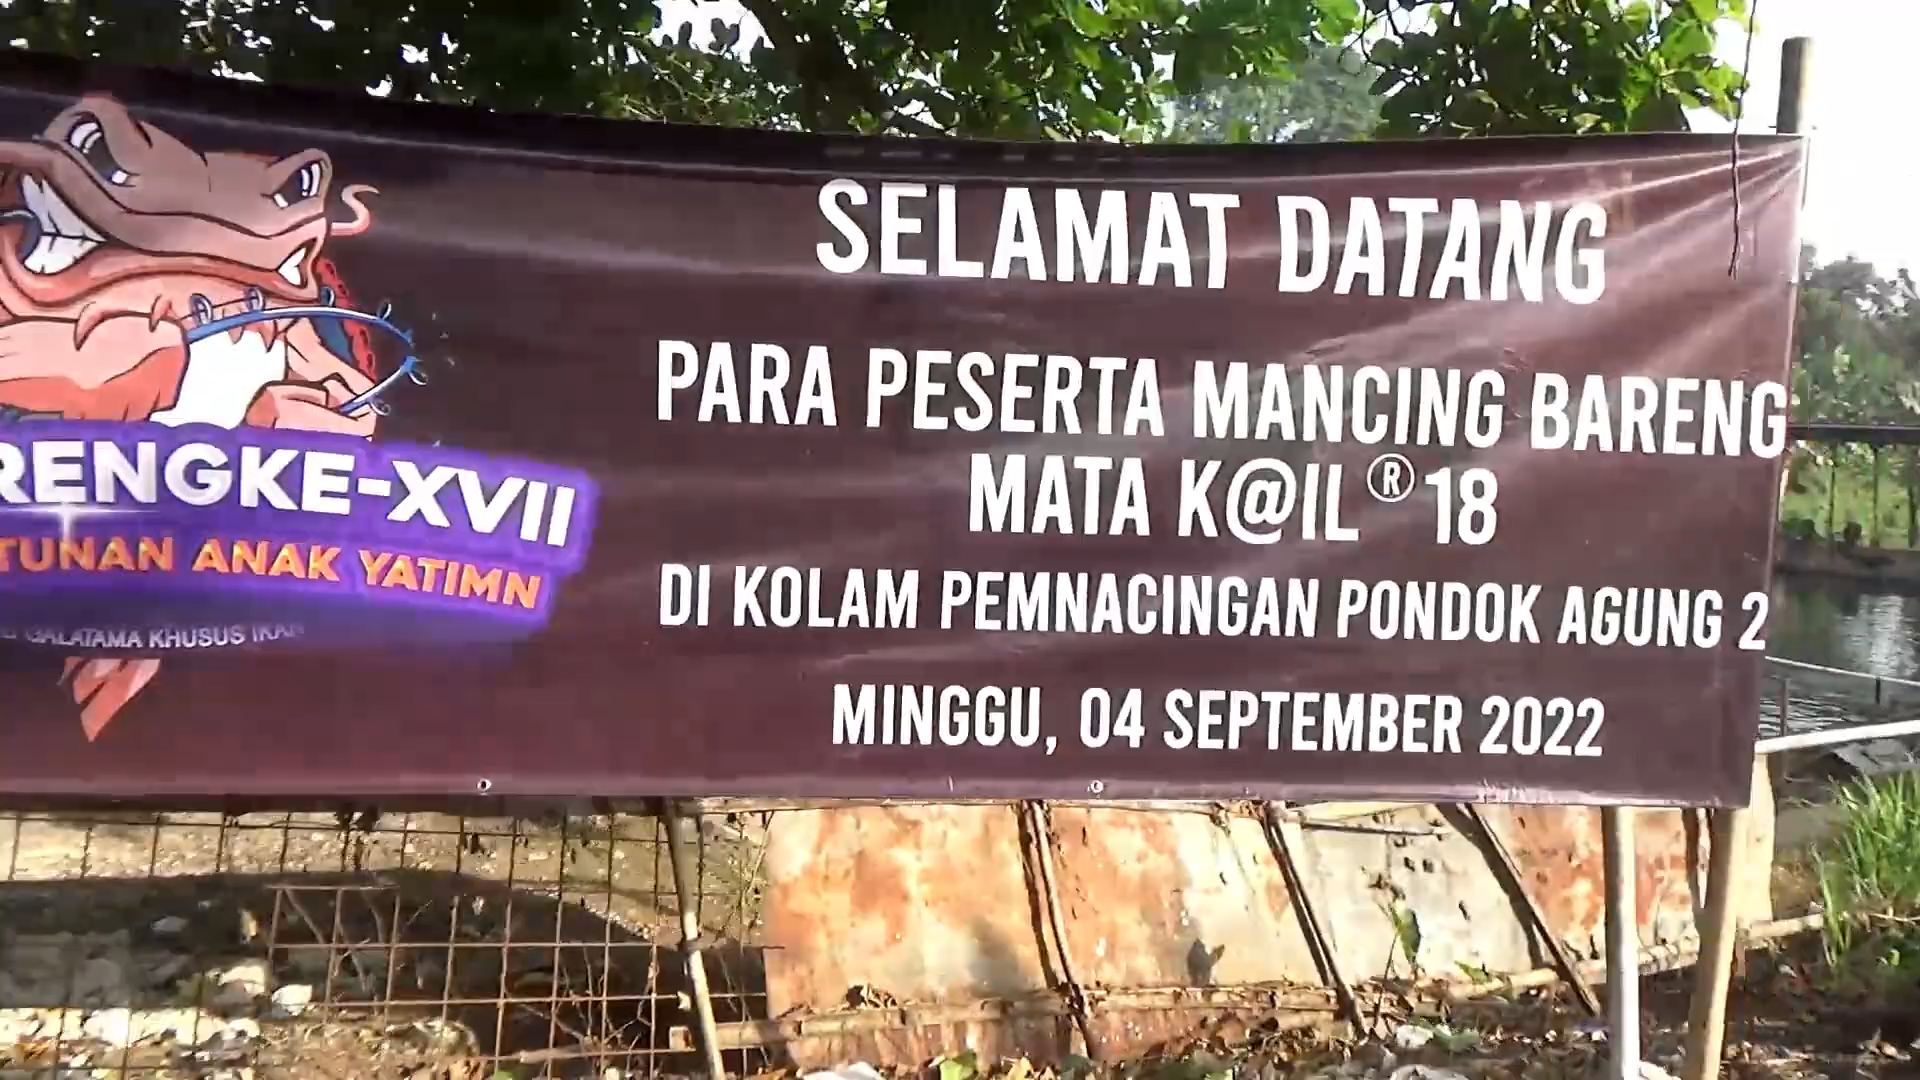 RENGKE-XVII
TUNAN ANAK YATIMN
GALATAMA KHUSUS IKAN
SELAMAT DATANG
PARA PESERTA MANCING BARENG
MATA K@IL ® 18
DI KOLAM PEMNACINGAN PONDOK AGUNG 2
MINGGU, 04 SEPTEMBER 2022